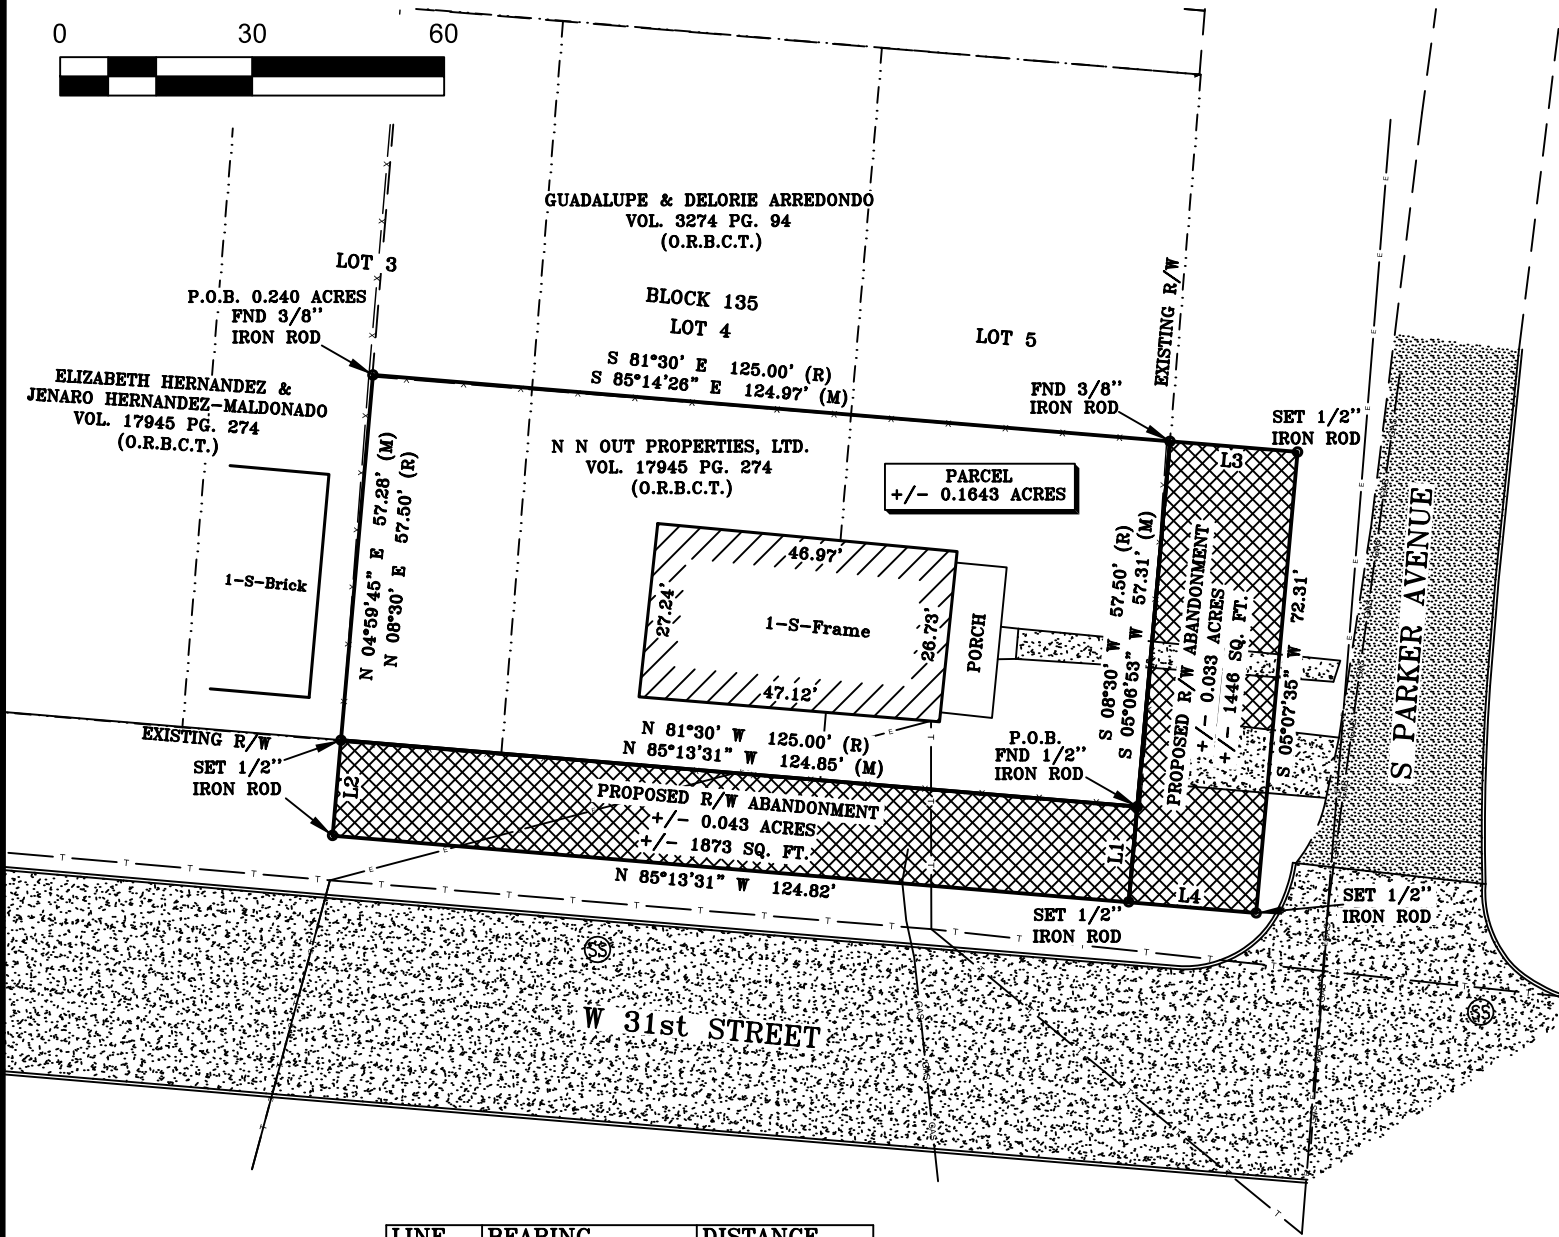 0 30 60
GUADALUPE & DELORIE ARREDONDO
VOL. 3274 PG. 94
(O.R.B.C.T.)
LOT 3
P.O.B. 0.240 ACRES
FND 3/8"
IRON ROD
BLOCK 135
LOT 4
LOT 5
EXISTING R/W
S 81°30' E 125.00' (R)
S 85°14'26" E 124.97' (M)
FND 3/8"
IRON ROD
SET 1/2"
IRON ROD
ELIZABETH HERNANDEZ &
JENARO HERNANDEZ-MALDONADO
VOL. 17945 PG. 274
(O.R.B.C.T.)
N 04°59'45" E 57.28' (M)
N 08°30' E 57.50' (R)
N N OUT PROPERTIES, LTD.
VOL. 17945 PG. 274
(O.R.B.C.T.)
PARCEL
+/- 0.1643 ACRES
L3
1-S-Brick
46.97'
27.24'
1-S-Frame
26.73'
47.12'
PORCH
S 08°30' W 57.50' (R)
S 05°06'53" W 57.31' (M)
PROPOSED R/W ABANDONMENT
+/- 0.033 ACRES
+/- 1446 SQ. FT.
S 05°07'35" W 72.31'
S PARKER AVENUE
EXISTING R/W
SET 1/2"
IRON ROD
N 81°30' W 125.00' (R)
N 85°13'31" W 124.85' (M)
P.O.B.
FND 1/2"
IRON ROD
L2
PROPOSED R/W ABANDONMENT
+/- 0.043 ACRES
+/- 1873 SQ. FT.
L1
N 85°13'31" W 124.82'
L4
SET 1/2"
IRON ROD
SET 1/2"
IRON ROD
SS
W 31st STREET
SS
LINE BEARING DISTANCE